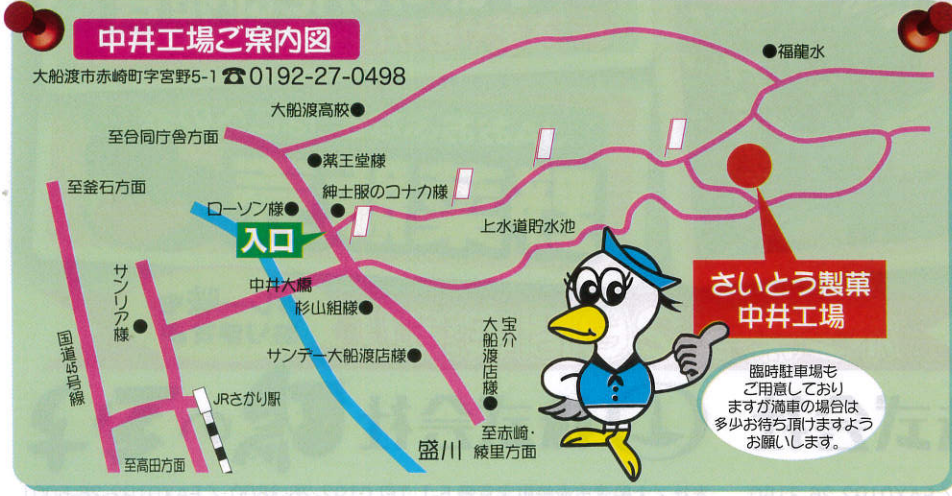 中井工場ご案内図
大船渡市赤崎町字宮野5-1☎0192-27-0498
福龍水
大船渡高校
至合同庁舎方面
薬王堂様
至釜石方面
紳士服のコナカ様
ローソン様
入口
上水道貯水池
サンリア様
中井大橋
杉山組様
さいとう製菓
中井工場
国道45号線
サンデー大船渡店様
宝介
大船渡店様
臨時駐車場も
ご用意しており
ますが満車の場合は
多少お待ち頂けますよう
お願いします。
JRさかり駅
至高田方面
盛川
至赤崎・
綾里方面